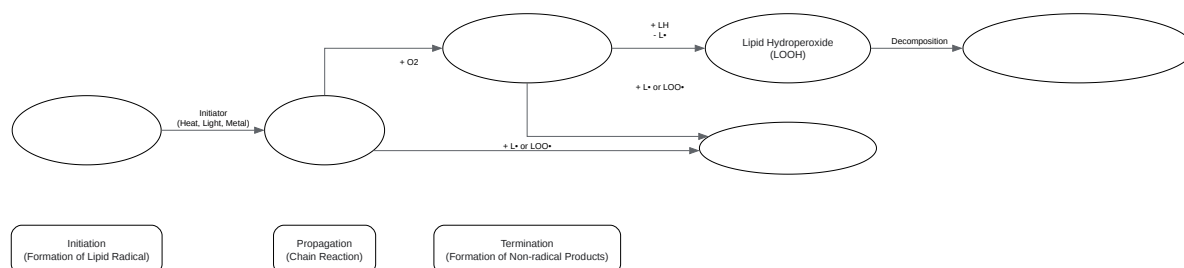 + LH
- L•
Lipid Hydroperoxide
(LOOH)
Decomposition
+ O2
+ L• or LOO•
Initiator
(Heat, Light, Metal)
+ L• or LOO•
Initiation
(Formation of Lipid Radical)
Propagation
(Chain Reaction)
Termination
(Formation of Non-radical Products)